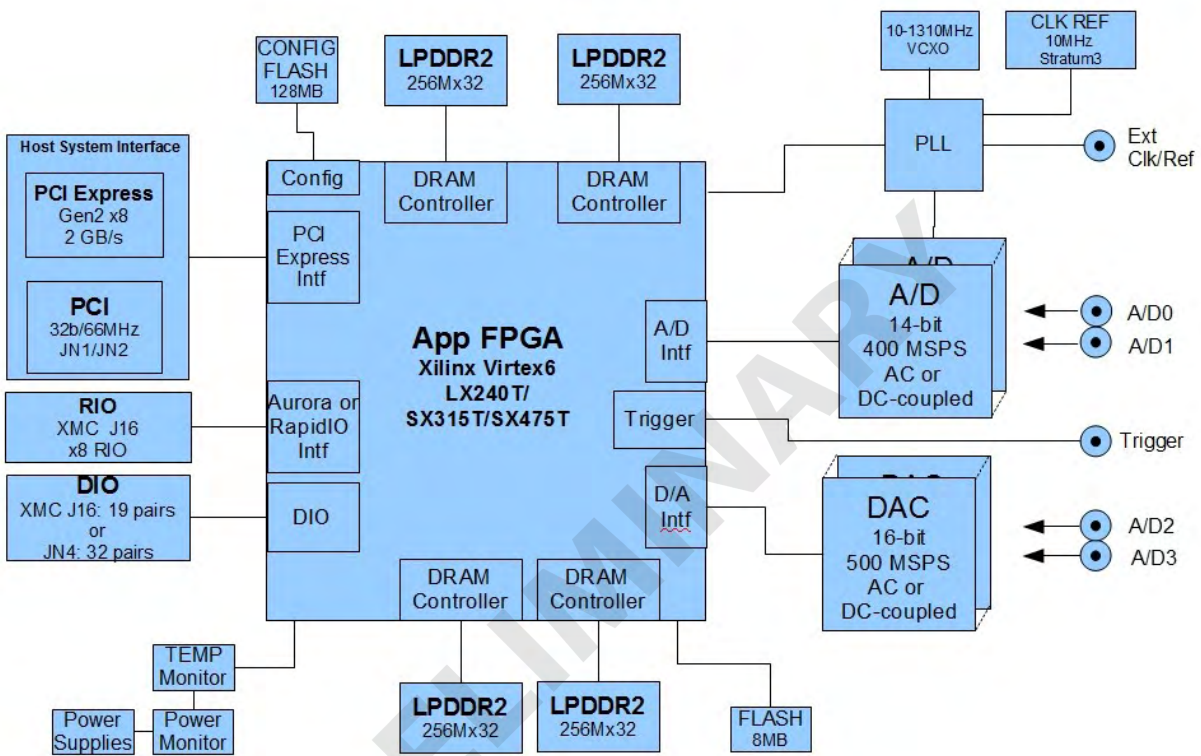 CONFIG
FLASH
128MB
LPDDR2
256Mx32
LPDDR2
256Mx32
10-1310MHz
VCXO
CLK REF
10MHz
Stratum3
PLL
Ext
Clk/Ref
Host System Interface
PCI Express
Gen2 x8
2 GB/s
PCI
32b/66MHz
JN1/JN2
RIO
XMC J16
x8 RIO
DIO
XMC J16: 19 pairs
or
JN4: 32 pairs
Config
DRAM
Controller
DRAM
Controller
PCI
Express
Intf
App FPGA
Xilinx Virtex6
LX240T/
SX315T/SX475T
A/D
Intf
Aurora or
RapidIO
Intf
Trigger
DIO
D/A
Intf
DRAM
Controller
DRAM
Controller
A/D
A/D
14-bit
400 MSPS
AC or
DC-coupled
A/D0
A/D1
Trigger
DAC
DAC
16-bit
500 MSPS
AC or
DC-coupled
A/D2
A/D3
TEMP
Monitor
Power
Supplies
Power
Monitor
LPDDR2
256Mx32
LPDDR2
256Mx32
FLASH
8MB
ELIMINARY